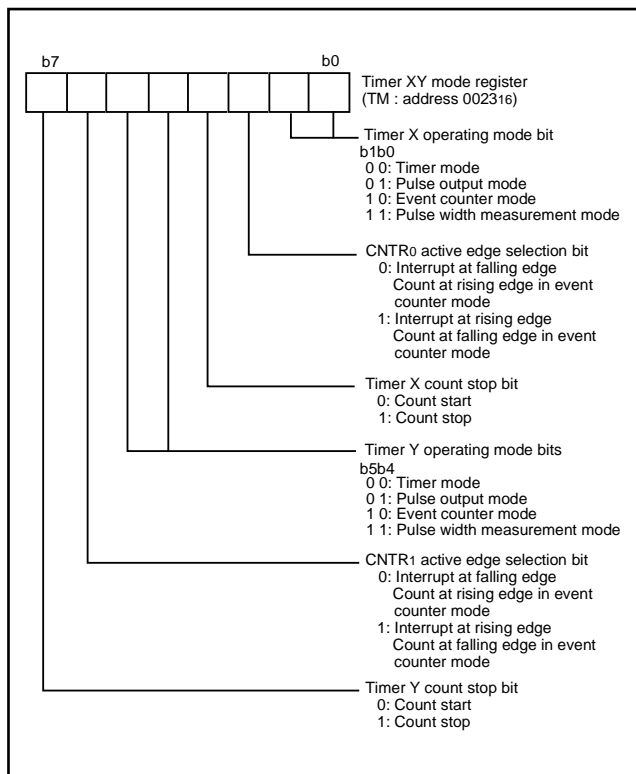 b7 b0
Timer XY mode register
(TM : address 002316)
Timer X operating mode bit
b1b0
0 0: Timer mode
0 1: Pulse output mode
1 0: Event counter mode
1 1: Pulse width measurement mode
CNTR0 active edge selection bit
0: Interrupt at falling edge
Count at rising edge in event
counter mode
1: Interrupt at rising edge
Count at falling edge in event
counter mode
Timer X count stop bit
0: Count start
1: Count stop
Timer Y operating mode bits
b5b4
0 0: Timer mode
0 1: Pulse output mode
1 0: Event counter mode
1 1: Pulse width measurement mode
CNTR1 active edge selection bit
0: Interrupt at falling edge
Count at rising edge in event
counter mode
1: Interrupt at rising edge
Count at falling edge in event
counter mode
Timer Y count stop bit
0: Count start
1: Count stop